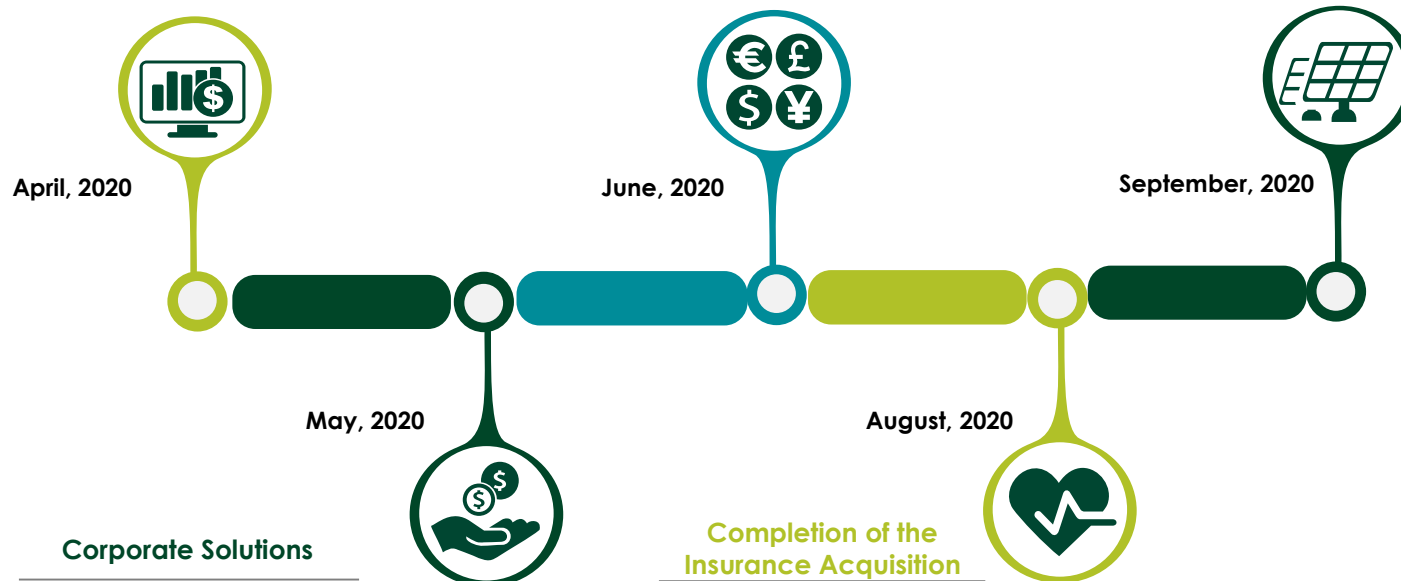 $
€ £
$ ¥
April, 2020
June, 2020
September, 2020
May, 2020
August, 2020
$
$
Corporate Solutions
Completion of the
Insurance Acquisition